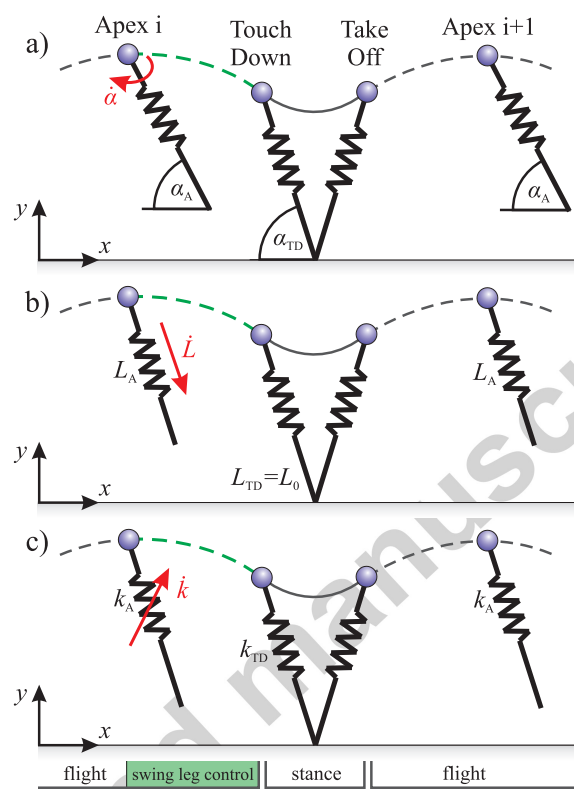 Apex i
Touch
Down
Take
Off
Apex i+1
a)
α̇
α_A
α_TD
α_A
y
x
b)
L̇
L_A
L_A
L_TD=L_0
y
x
c)
k̇
k_A
k_TD
k_A
y
x
flight
swing leg control
stance
flight
d manusc